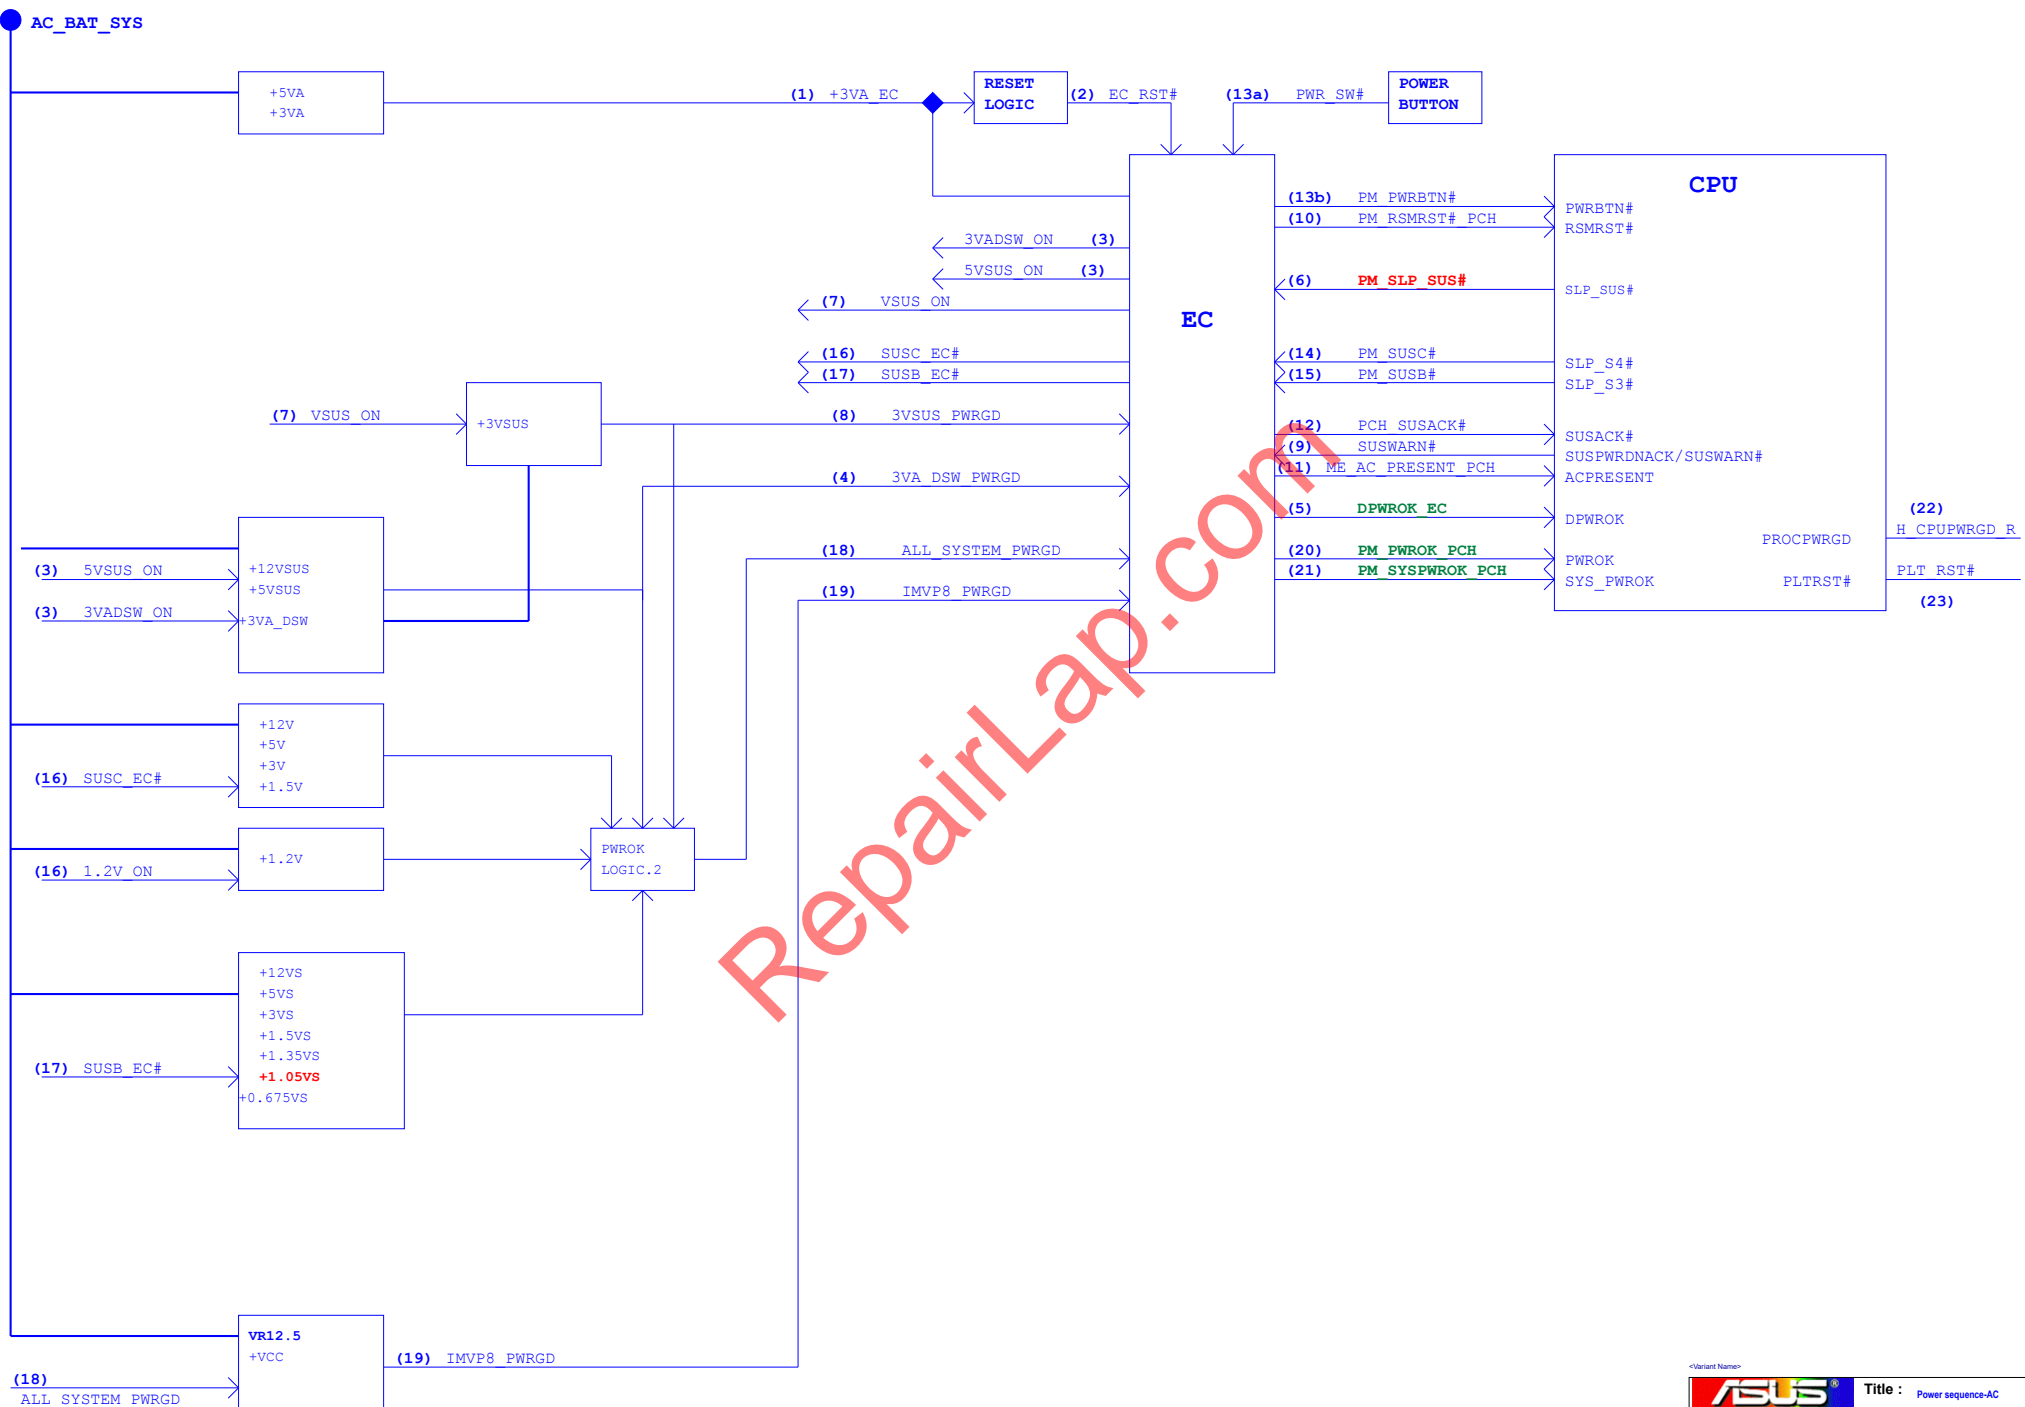 AC_BAT_SYS
+5VA
+3VA
(1) +3VA_EC
RESET
LOGIC
(2) EC_RST#
(13a) PWR_SW#
POWER
BUTTON
EC
CPU
(13b) PM_PWRBTN#
PWRBTN#
(10) PM_RSMRST#_PCH
RSMRST#
3VADSW_ON (3)
5VSUS_ON (3)
(6) PM_SLP_SUS#
SLP_SUS#
(7) VSUS_ON
(16) SUSC_EC#
(17) SUSB_EC#
(14) PM_SUSC#
SLP_S4#
(15) PM_SUSB#
SLP_S3#
(7) VSUS_ON
+3VSUS
(8) 3VSUS_PWRGD
(12) PCH_SUSACK#
SUSACK#
(9) SUSWARN#
SUSPWRDNACK/SUSWARN#
(11) ME_AC_PRESENT_PCH
ACPRESENT
(4) 3VA_DSW_PWRGD
(5) DPWROK_EC
DPWROK
(22)
H_CPUPWRGD_R
PROCPWRGD
(18) ALL_SYSTEM_PWRGD
(20) PM_PWROK_PCH
PWROK
(21) PM_SYSPWROK_PCH
SYS_PWROK
PLTRST#
PLT_RST#
(23)
(19) IMVP8_PWRGD
(3) 5VSUS_ON
(3) 3VADSW_ON
+12VSUS
+5VSUS
+3VA_DSW
+12V
+5V
+3V
+1.5V
(16) SUSC_EC#
+1.2V
(16) 1.2V_ON
PWROK
LOGIC.2
+12VS
+5VS
+3VS
+1.5VS
+1.35VS
+1.05VS
+0.675VS
(17) SUSB_EC#
RepairLap.com
VR12.5
+VCC
(19) IMVP8_PWRGD
(18)
ALL_SYSTEM_PWRGD
<Variant Name>
ASUS®
Title : Power sequence-AC